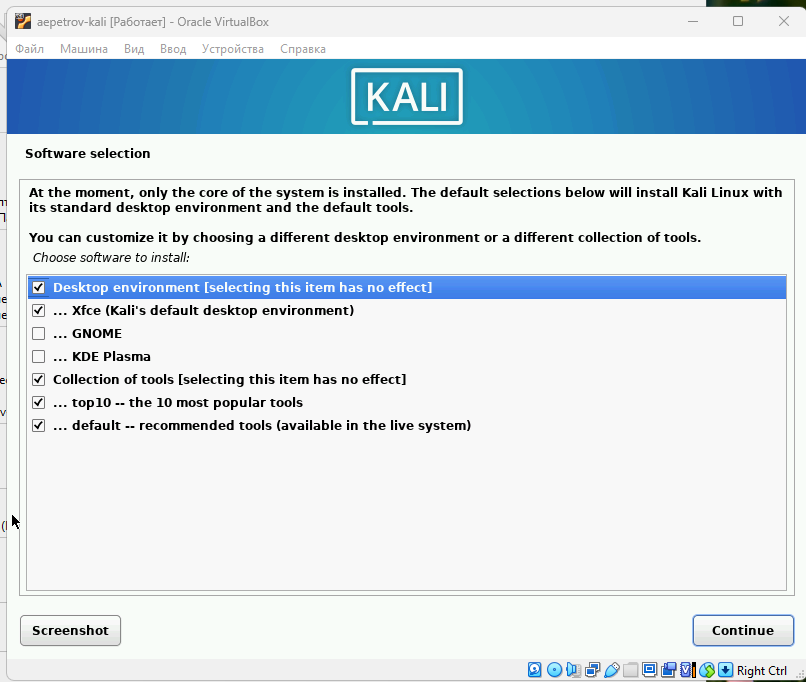 aepetrov-kali [Работает] - Oracle VirtualBox
Файл Машина Вид Ввод Устройства Справка
KALI
Software selection
At the moment, only the core of the system is installed. The default selections below will install Kali Linux with
its standard desktop environment and the default tools.
You can customize it by choosing a different desktop environment or a different collection of tools.
Choose software to install:
Desktop environment [selecting this item has no effect]
... Xfce (Kali's default desktop environment)
... GNOME
... KDE Plasma
Collection of tools [selecting this item has no effect]
... top10 -- the 10 most popular tools
... default -- recommended tools (available in the live system)
Screenshot
Continue
Right Ctrl